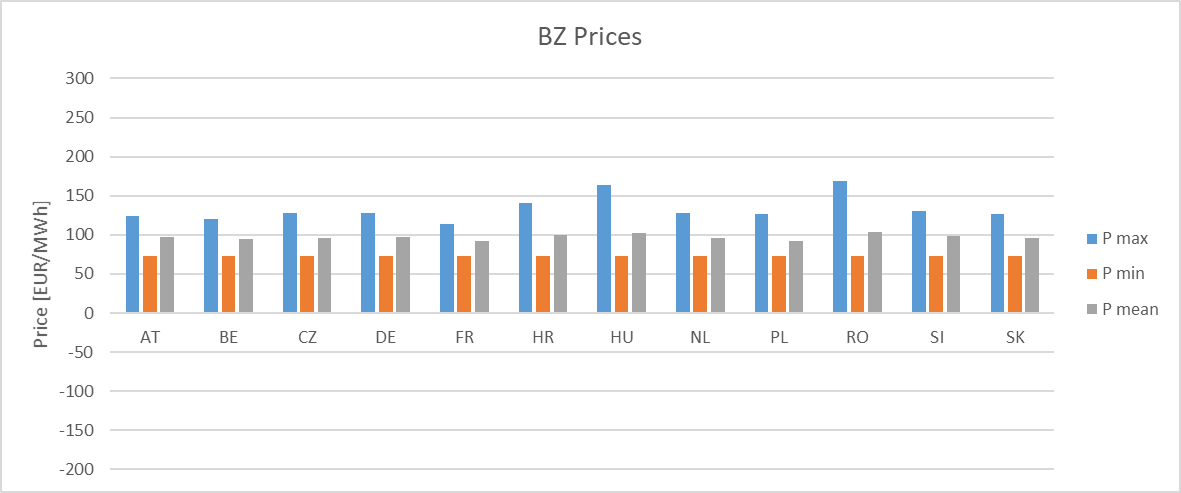 BZ Prices
300
250
200
150
100
50
0
-50
-100
-150
-200
Price [EUR/MWh]
AT BE CZ DE FR HR HU NL PL RO SI SK
P max
P min
P mean